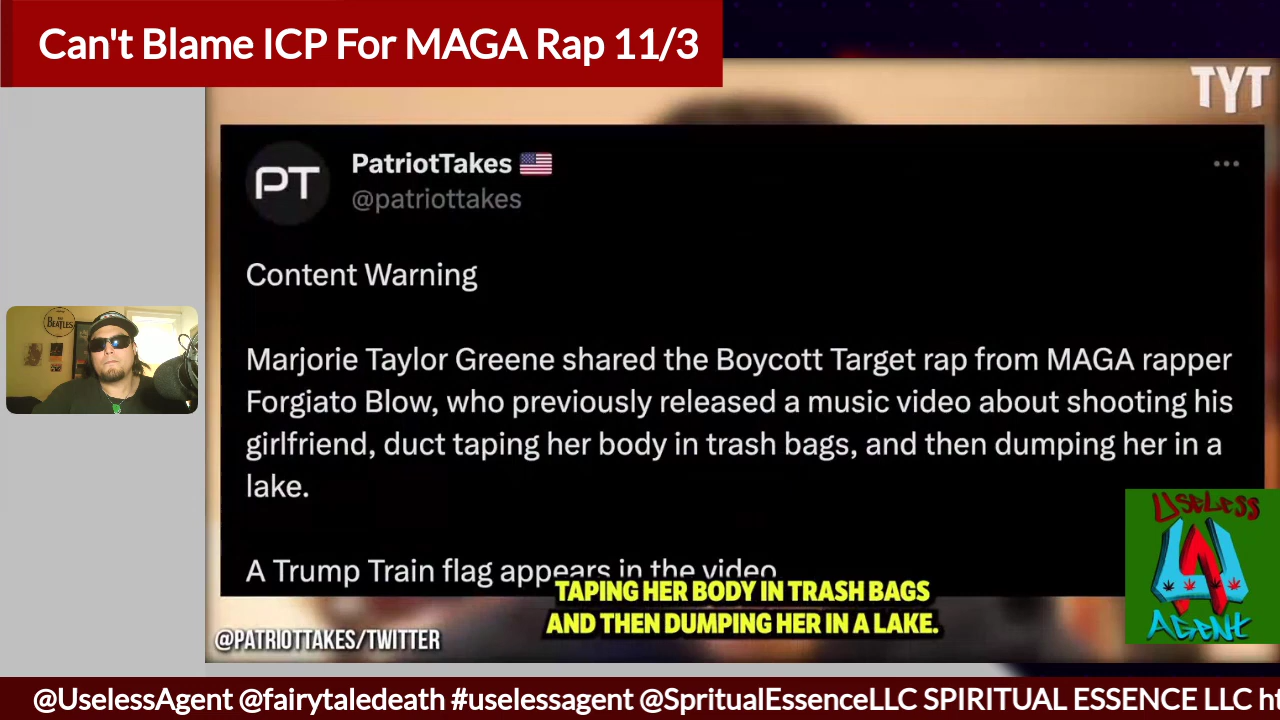 Can't Blame ICP For MAGA Rap 11/3
TYT
PT
PatriotTakes 🇺🇸
@patriottakes
Content Warning
Marjorie Taylor Greene shared the Boycott Target rap from MAGA rapper
Forgiato Blow, who previously released a music video about shooting his
girlfriend, duct taping her body in trash bags, and then dumping her in a
lake.
A Trump Train flag appears in the video
TAPING HER BODY IN TRASH BAGS
AND THEN DUMPING HER IN A LAKE.
@PATRIOTTAKES/TWITTER
BEATLES
USELESS
AGENT
@UselessAgent @fairytaledeath #uselessagent @SpritualEssenceLLC SPIRITUAL ESSENCE LLC